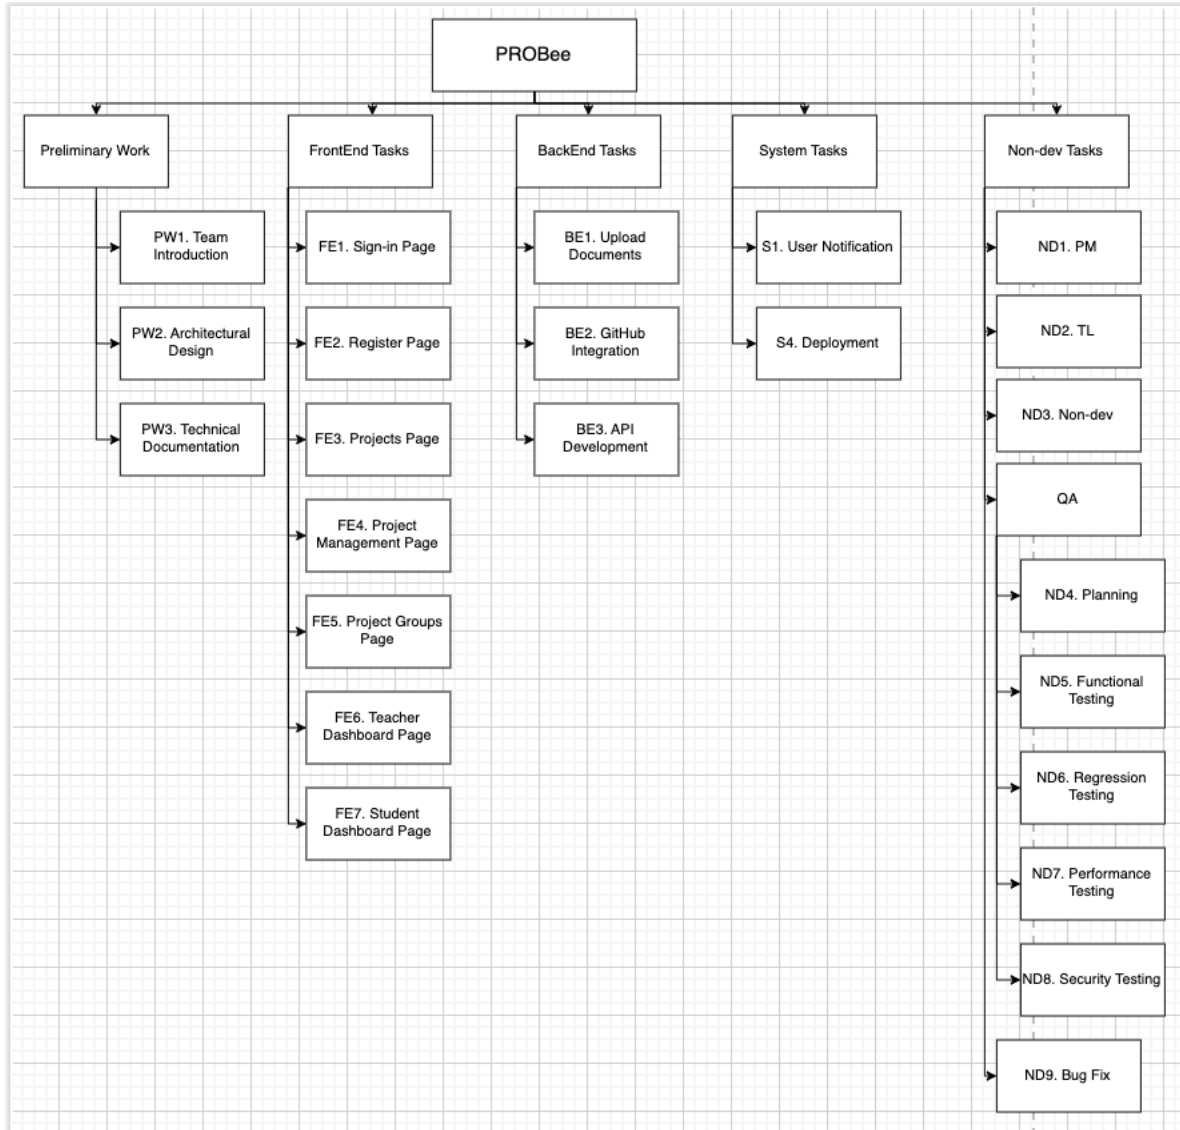 PROBee
Preliminary Work
FrontEnd Tasks
BackEnd Tasks
System Tasks
Non-dev Tasks
PW1. Team
Introduction
PW2. Architectural
Design
PW3. Technical
Documentation
FE1. Sign-in Page
FE2. Register Page
FE3. Projects Page
FE4. Project
Management Page
FE5. Project Groups
Page
FE6. Teacher
Dashboard Page
FE7. Student
Dashboard Page
BE1. Upload
Documents
BE2. GitHub
Integration
BE3. API
Development
S1. User Notification
S4. Deployment
ND1. PM
ND2. TL
ND3. Non-dev
QA
ND4. Planning
ND5. Functional
Testing
ND6. Regression
Testing
ND7. Performance
Testing
ND8. Security Testing
ND9. Bug Fix